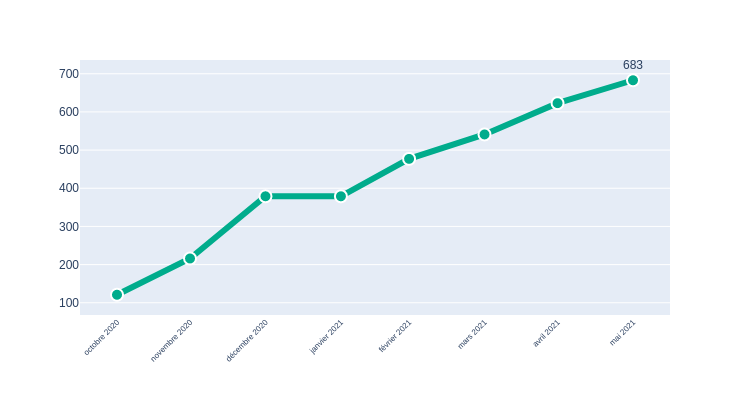 683
700
600
500
400
300
200
100
octobre 2020
novembre 2020
décembre 2020
janvier 2021
février 2021
mars 2021
avril 2021
mai 2021